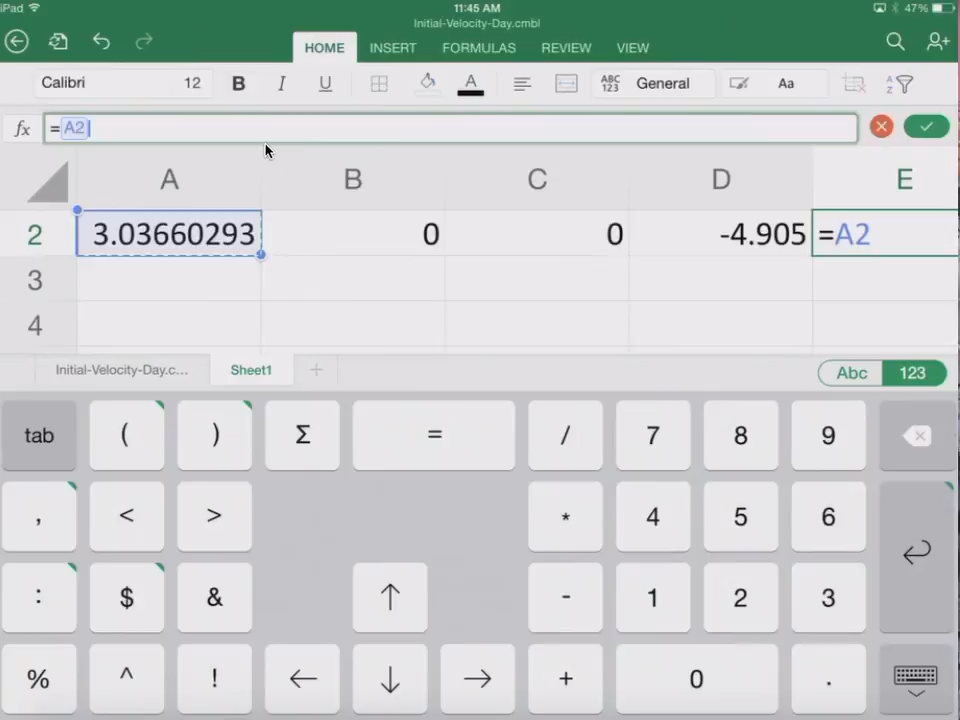 iPad 11:45 AM 47%
Initial-Velocity-Day.cmbl
HOME INSERT FORMULAS REVIEW VIEW
Calibri 12 B I U A ABC 123 General Aa A Z
fx =A2
A B C D E
2 3.03660293 0 0 -4.905 =A2
3
4
Initial-Velocity-Day.c... Sheet1 + Abc 123
tab ( ) Σ = / 7 8 9
, < > * 4 5 6
: $ & ↑ - 1 2 3
% ^ ! ← ↓ → + 0 .